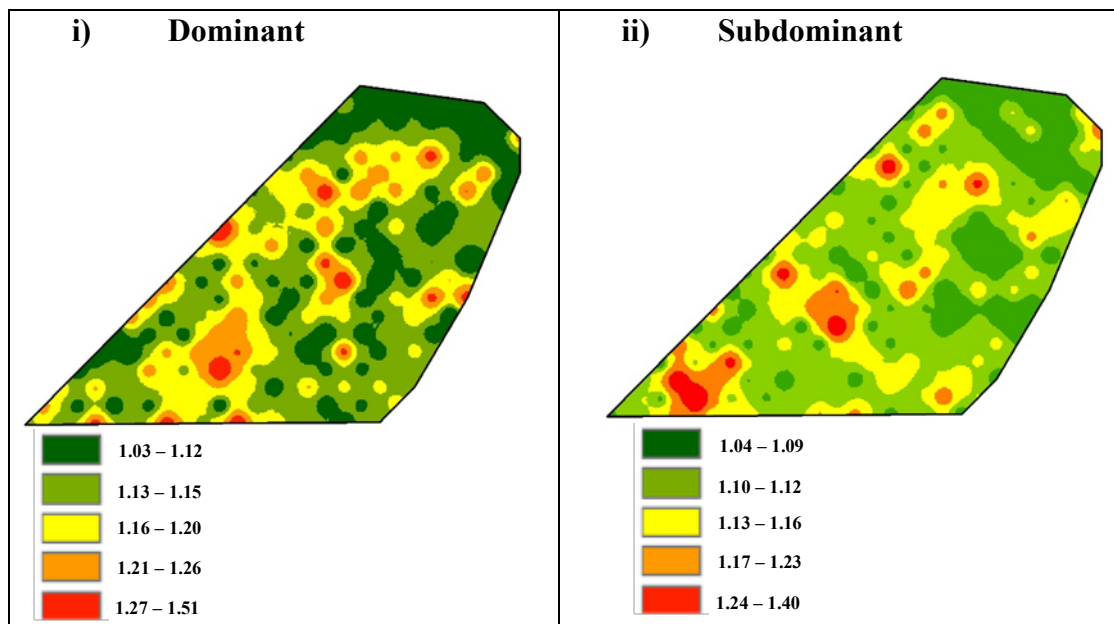 i) Dominant
1.03 – 1.12
1.13 – 1.15
1.16 – 1.20
1.21 – 1.26
1.27 – 1.51
ii) Subdominant
1.04 – 1.09
1.10 – 1.12
1.13 – 1.16
1.17 – 1.23
1.24 – 1.40